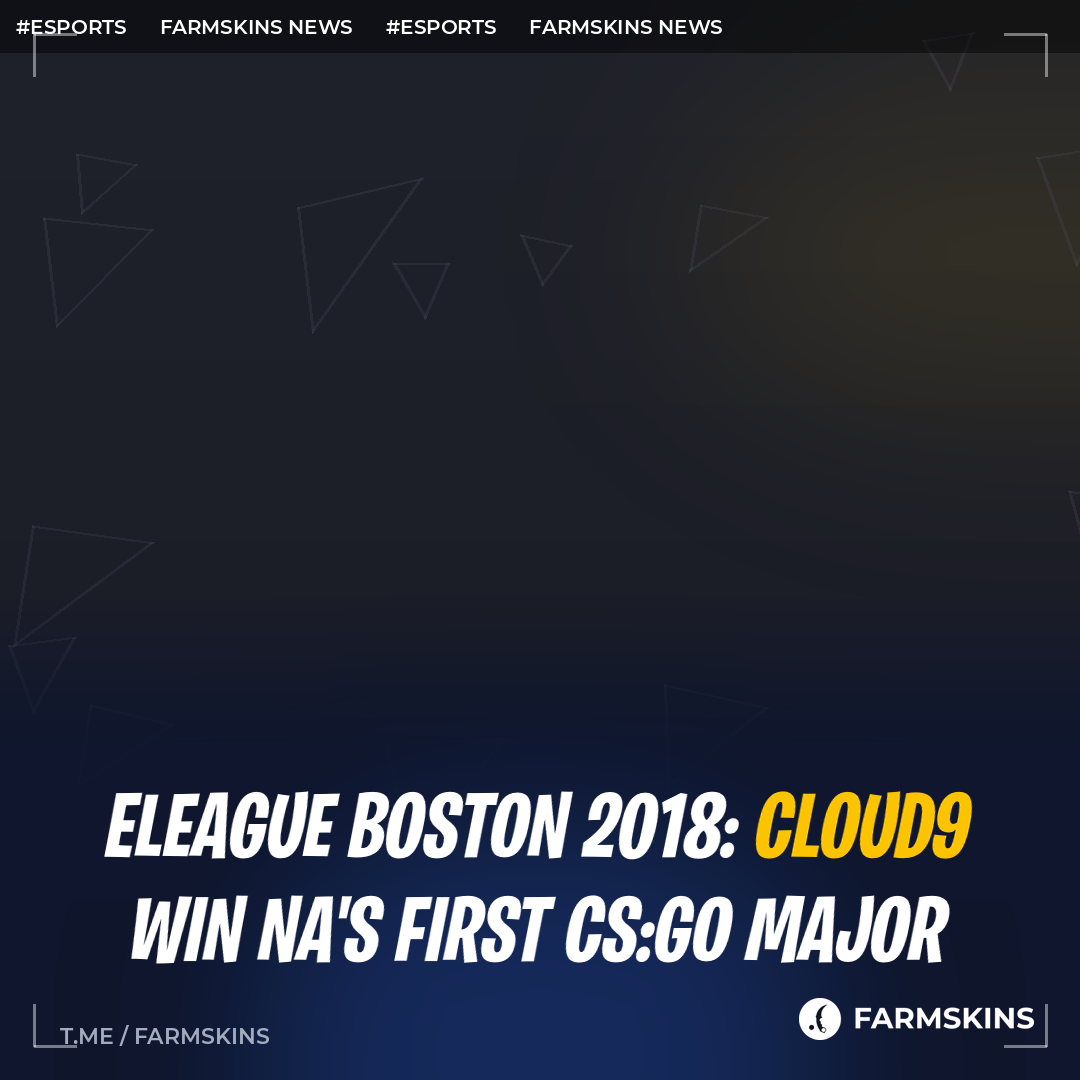 #ESPORTS FARMSKINS NEWS #ESPORTS FARMSKINS NEWS
ELEAGUE BOSTON 2018: CLOUD9
WIN NA'S FIRST CS:GO MAJOR
T.ME / FARMSKINS
FARMSKINS